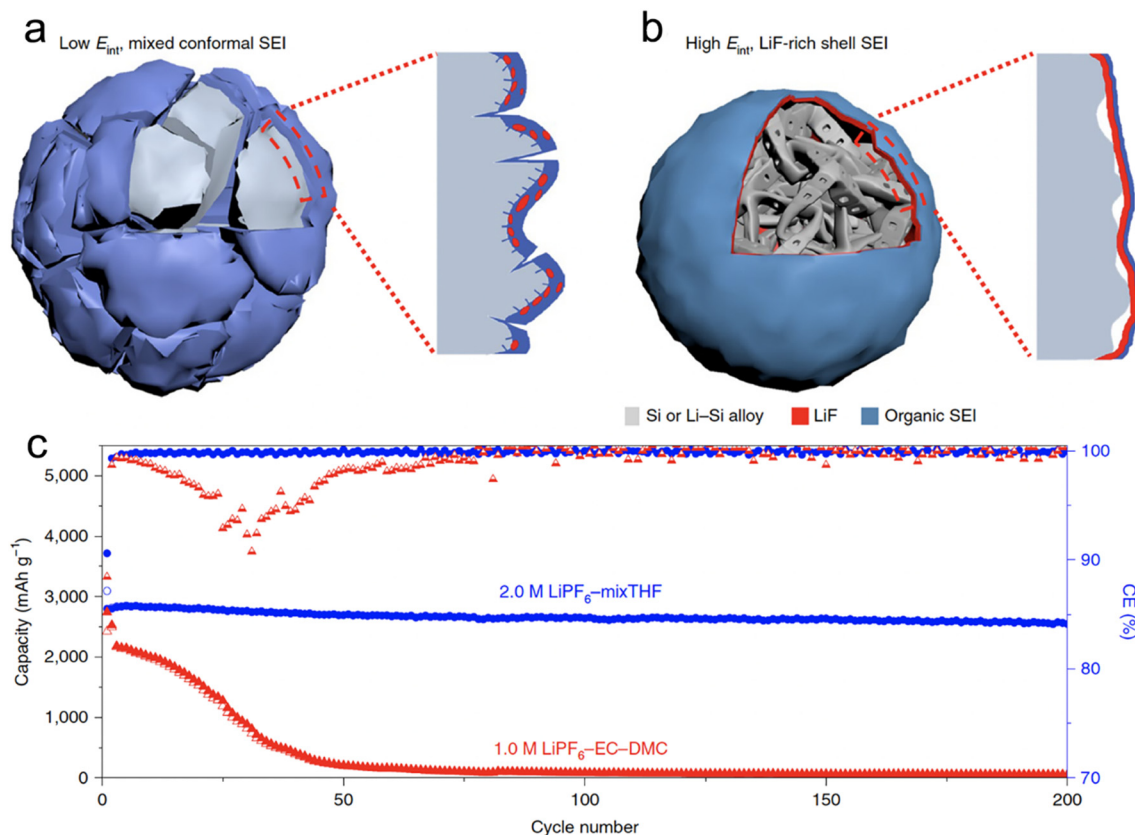 a
Low E_int, mixed conformal SEI
b
High E_int, LiF-rich shell SEI
Si or Li–Si alloy LiF Organic SEI
c
5,000
4,000
3,000
2,000
1,000
0
Capacity (mAh g⁻¹)
100
90
80
70
CE (%)
2.0 M LiPF₆–mixTHF
1.0 M LiPF₆–EC–DMC
0 50 100 150 200
Cycle number